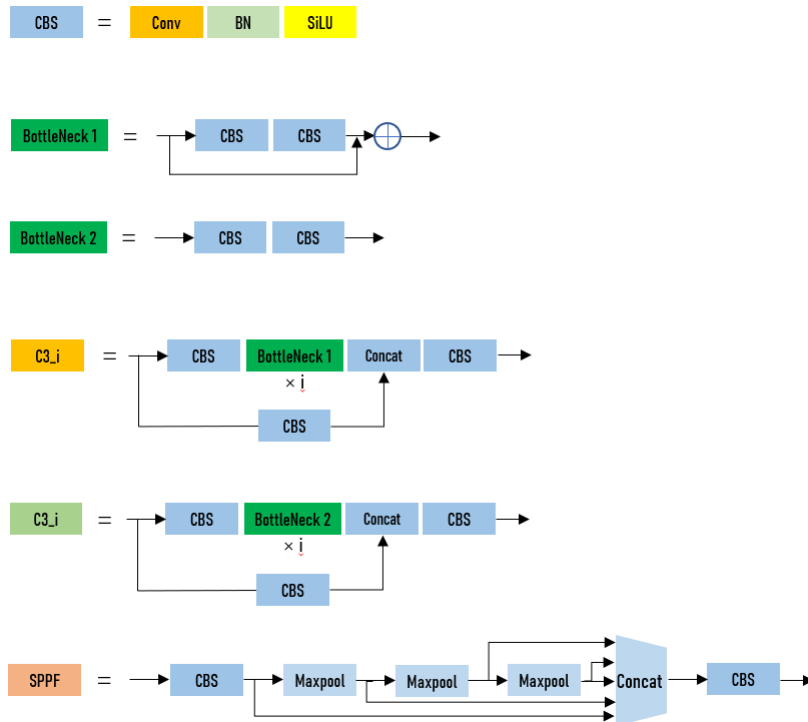 CBS = Conv BN SiLU
BottleNeck 1 = CBS CBS
BottleNeck 2 = CBS CBS
C3_i = CBS BottleNeck 1 Concat CBS
× i
CBS
C3_i = CBS BottleNeck 2 Concat CBS
× i
CBS
SPPF = CBS Maxpool Maxpool Maxpool Concat CBS